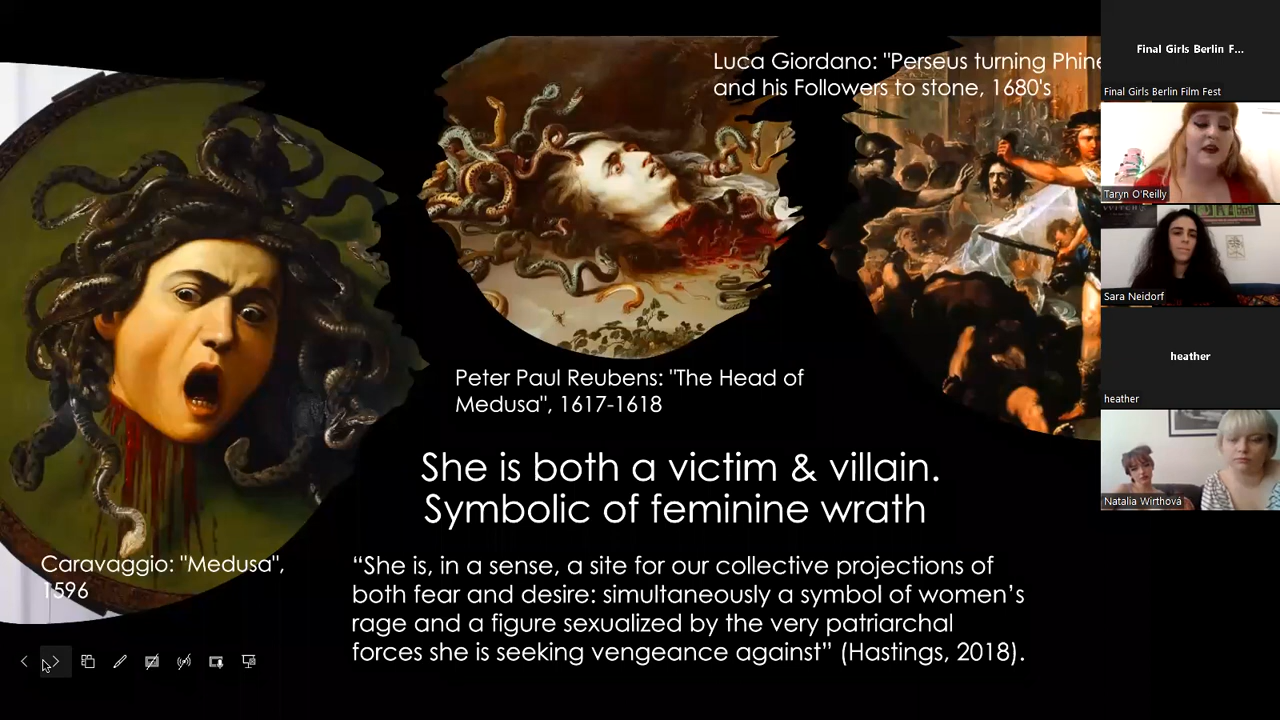 Luca Giordano: "Perseus turning Phine
and his Followers to stone, 1680's
Peter Paul Reubens: "The Head of
Medusa", 1617-1618
She is both a victim & villain.
Symbolic of feminine wrath
Caravaggio: "Medusa",
1596
“She is, in a sense, a site for our collective projections of
both fear and desire: simultaneously a symbol of women’s
rage and a figure sexualized by the very patriarchal
forces she is seeking vengeance against” (Hastings, 2018).
Final Girls Berlin F...
Final Girls Berlin Film Fest
Taryn O'Reilly
Sara Neidorf
heather
heather
Natalia Wirthová